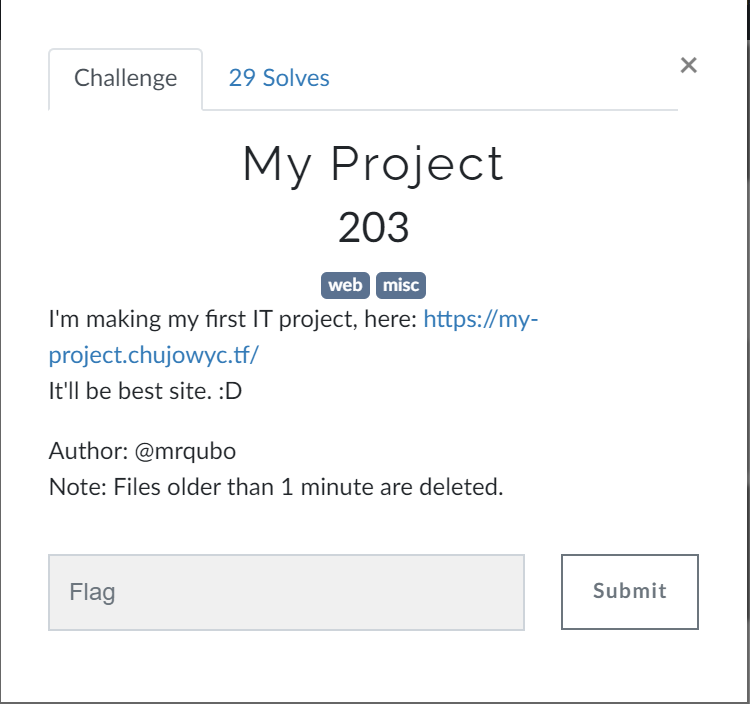 Challenge
29 Solves
×
My Project
203
web misc
I'm making my first IT project, here: https://my-
project.chujowyc.tf/
It'll be best site. :D
Author: @mrqubo
Note: Files older than 1 minute are deleted.
Flag
Submit